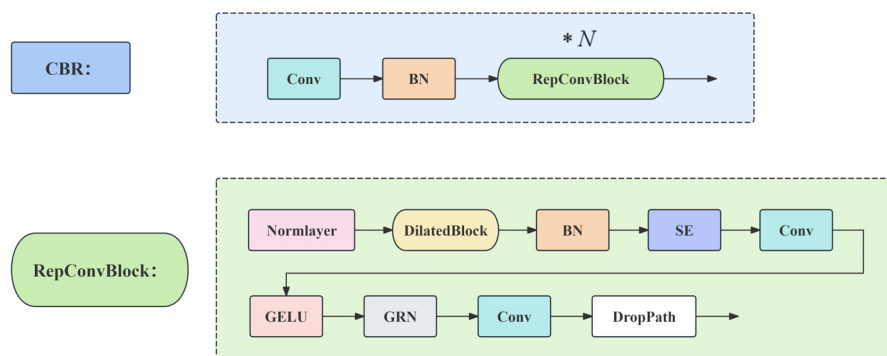 CBR:
* N
Conv
BN
RepConvBlock
RepConvBlock:
Normlayer
DilatedBlock
BN
SE
Conv
GELU
GRN
Conv
DropPath